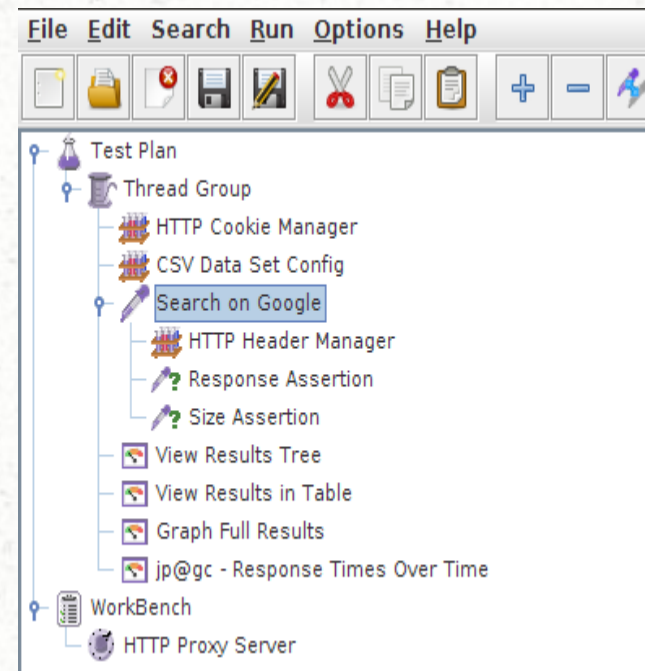 File Edit Search Run Options Help
Test Plan
Thread Group
HTTP Cookie Manager
CSV Data Set Config
Search on Google
HTTP Header Manager
Response Assertion
Size Assertion
View Results Tree
View Results in Table
Graph Full Results
jp@gc - Response Times Over Time
WorkBench
HTTP Proxy Server